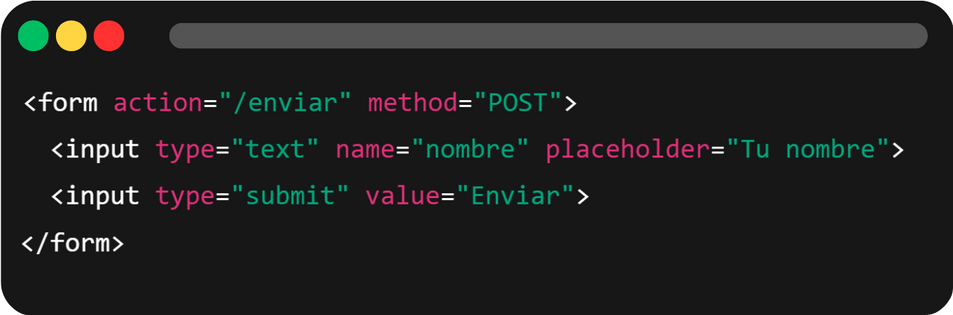 <form action="/enviar" method="POST">
<input type="text" name="nombre" placeholder="Tu nombre">
<input type="submit" value="Enviar">
</form>